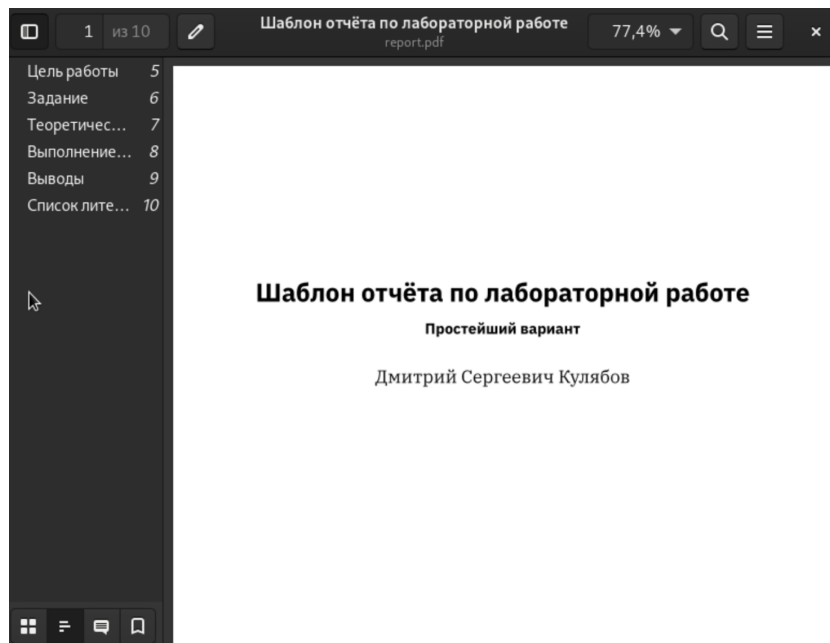 1 из 10
Шаблон отчёта по лабораторной работе
report.pdf
77,4%
Цель работы 5
Задание 6
Теоретичес… 7
Выполнение… 8
Выводы 9
Список лите… 10
Шаблон отчёта по лабораторной работе
Простейший вариант
Дмитрий Сергеевич Кулябов